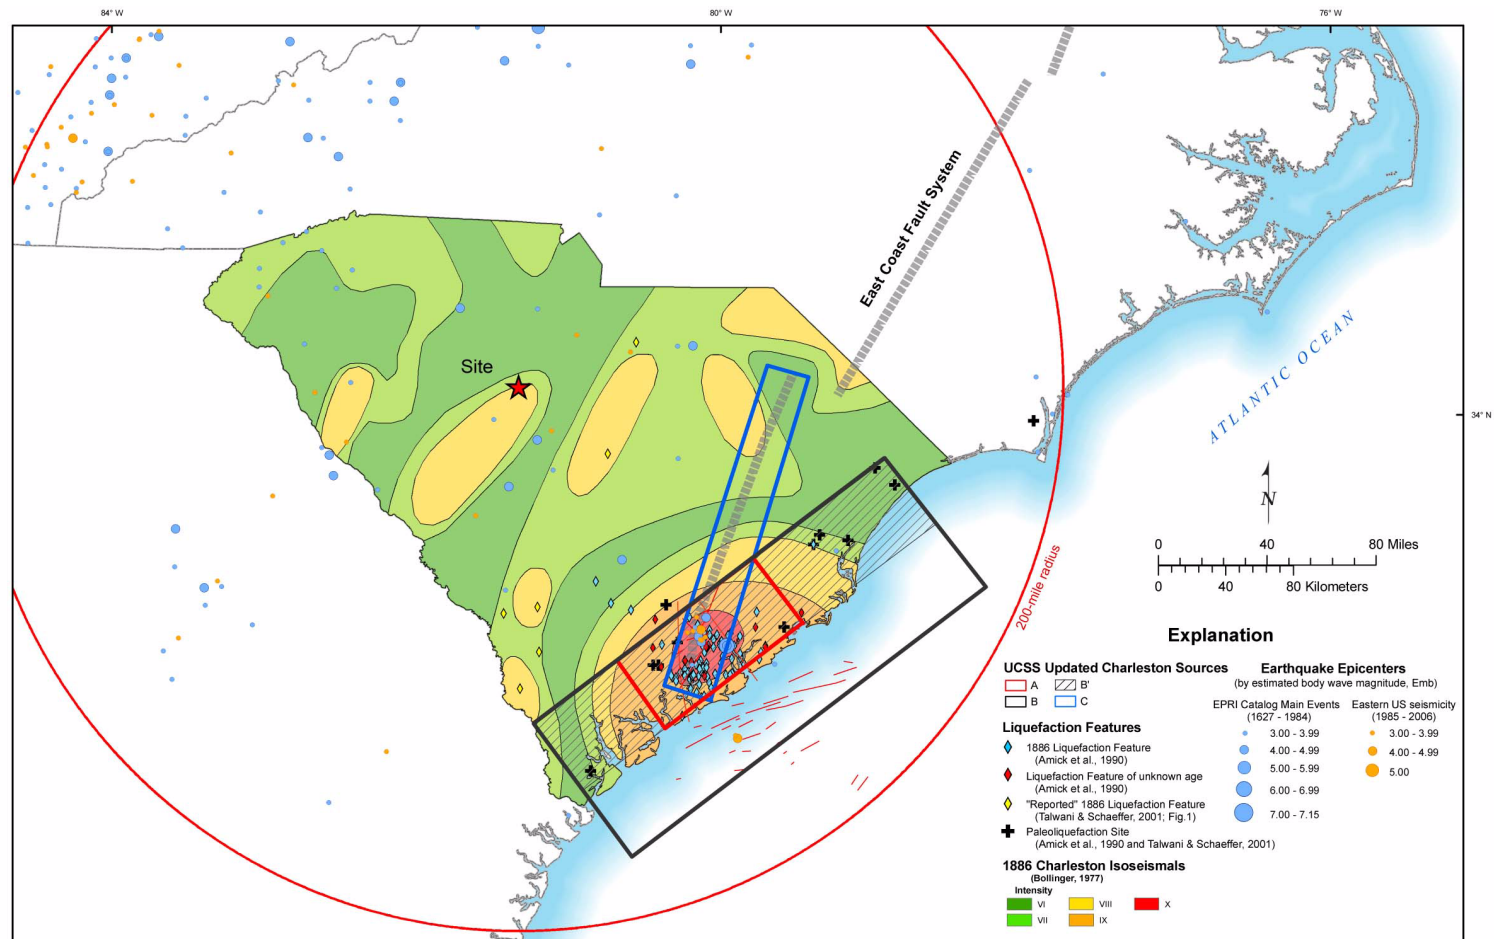 84° W
80° W
76° W
East Coast Fault System
Site
ATLANTIC OCEAN
34° N
N
0 40 80 Miles
0 40 80 Kilometers
200-mile radius
Explanation
UCSS Updated Charleston Sources
A
B'
B
C
Liquefaction Features
1886 Liquefaction Feature
(Amick et al., 1990)
Liquefaction Feature of unknown age
(Amick et al., 1990)
"Reported" 1886 Liquefaction Feature
(Talwani & Schaeffer, 2001; Fig.1)
Paleoliquefaction Site
(Amick et al., 1990 and Talwani & Schaeffer, 2001)
1886 Charleston Isoseismals
(Bollinger, 1977)
Intensity
VI
VIII
X
VII
IX
Earthquake Epicenters
(by estimated body wave magnitude, Emb)
EPRI Catalog Main Events
(1627 - 1984)
3.00 - 3.99
4.00 - 4.99
5.00 - 5.99
6.00 - 6.99
7.00 - 7.15
Eastern US seismicity
(1985 - 2006)
3.00 - 3.99
4.00 - 4.99
5.00